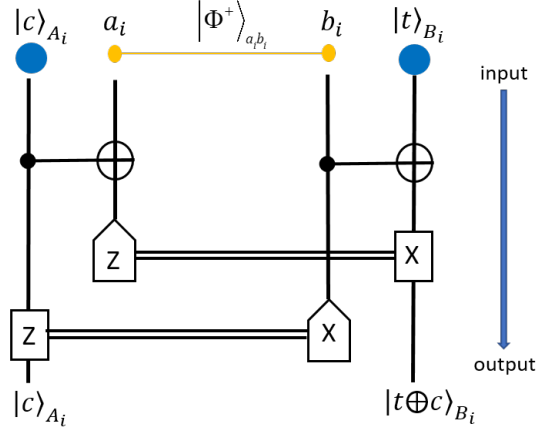 |c⟩_{A_i} a_i |Φ⁺⟩_{a_i b_i} b_i |t⟩_{B_i}
input
Z X
Z X
output
|c⟩_{A_i} |t⊕c⟩_{B_i}